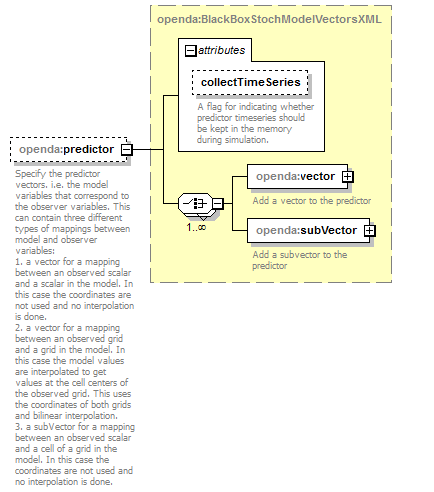 openda:BlackBoxStochModelVectorsXML
attributes
collectTimeSeries
A flag for indicating whether
predictor timeseries should
be kept in the memory
during simulation.
openda:predictor
Specify the predictor
vectors. i.e. the model
variables that correspond to
the observer variables. This
can contain three different
types of mappings between
model and observer
variables:
1. a vector for a mapping
between an observed scalar
and a scalar in the model. In
this case the coordinates are
not used and no interpolation
is done.
2. a vector for a mapping
between an observed grid
and a grid in the model. In
this case the model values
are interpolated to get
values at the cell centers of
the observed grid. This uses
the coordinates of both grids
and bilinear interpolation.
3. a subVector for a mapping
between an observed scalar
and a cell of a grid in the
model. In this case the
coordinates are not used and
no interpolation is done.
1..∞
openda:vector
Add a vector to the predictor
openda:subVector
Add a subvector to the
predictor